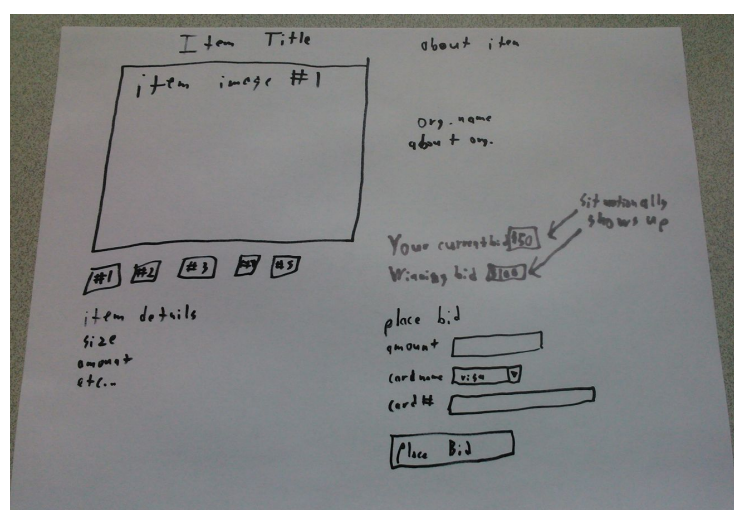 Item Title
item image #1
#1 #2 #3 #4 #5
item details
size
amount
etc...
about item
org. name
about org.
Your current bid $50
Winning bid $100
situationally
shows up
place bid
amount
card name visa
card #
Place Bid